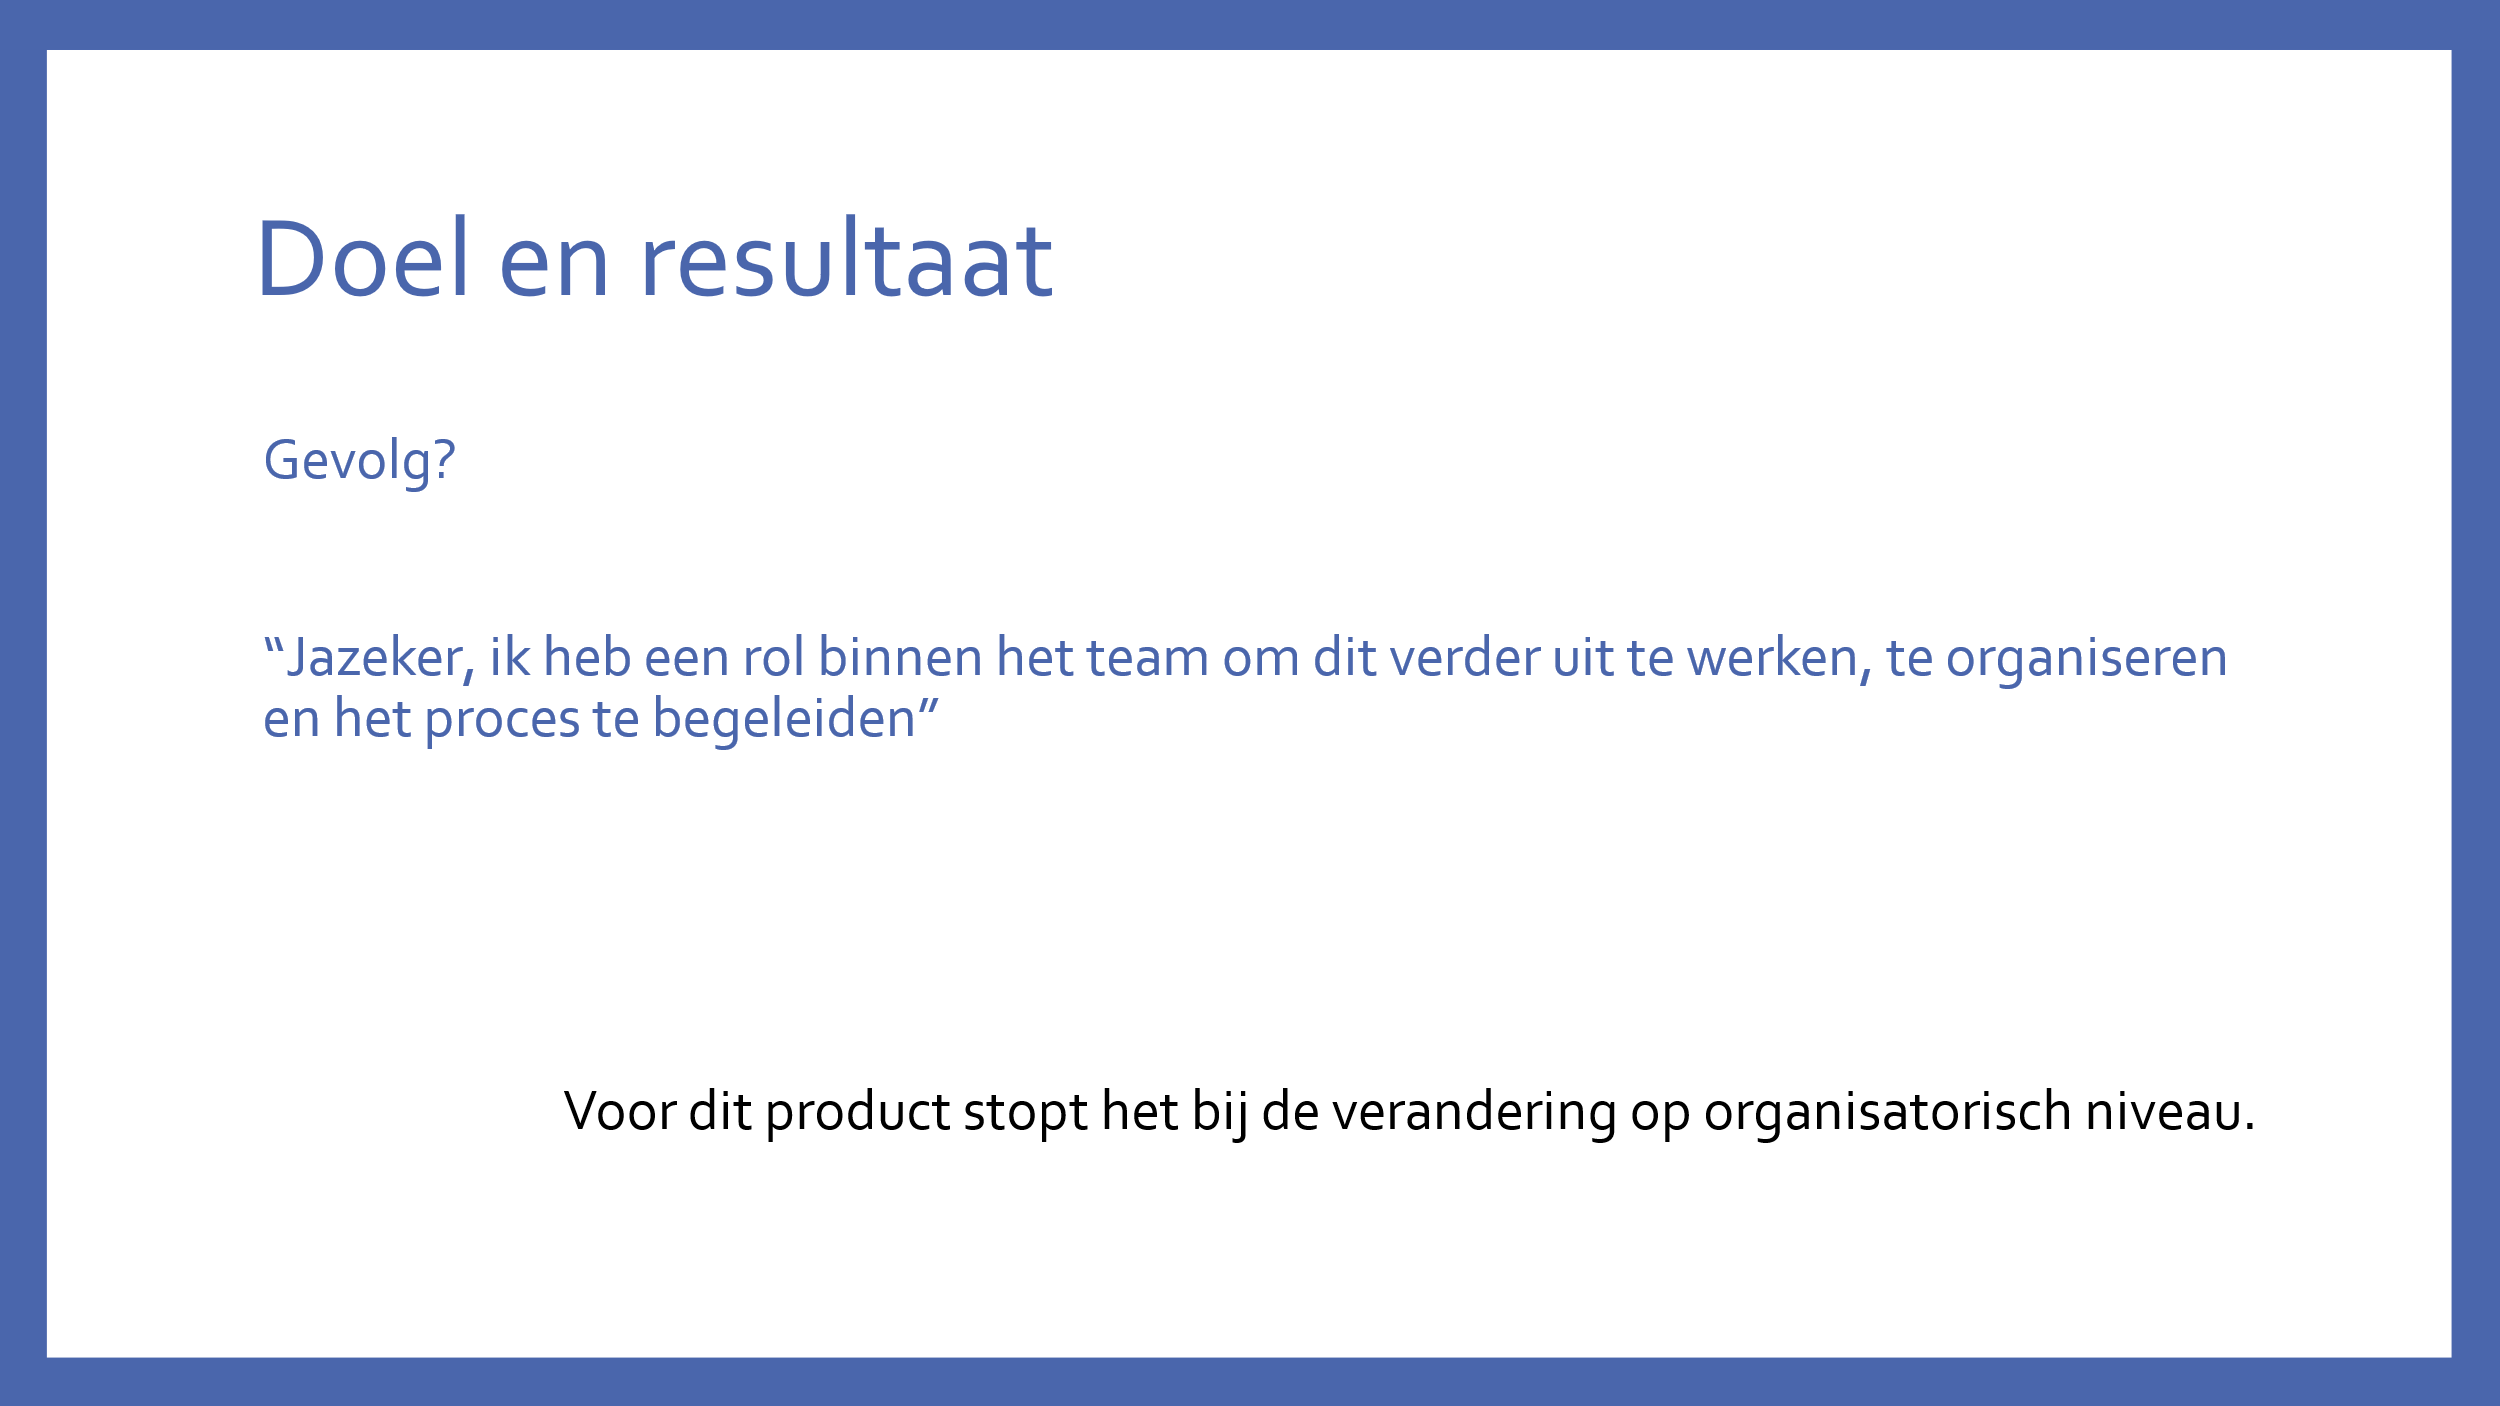 Doel en resultaat
Gevolg?
“Jazeker, ik heb een rol binnen het team om dit verder uit te werken, te organiseren
en het proces te begeleiden”
Voor dit product stopt het bij de verandering op organisatorisch niveau.